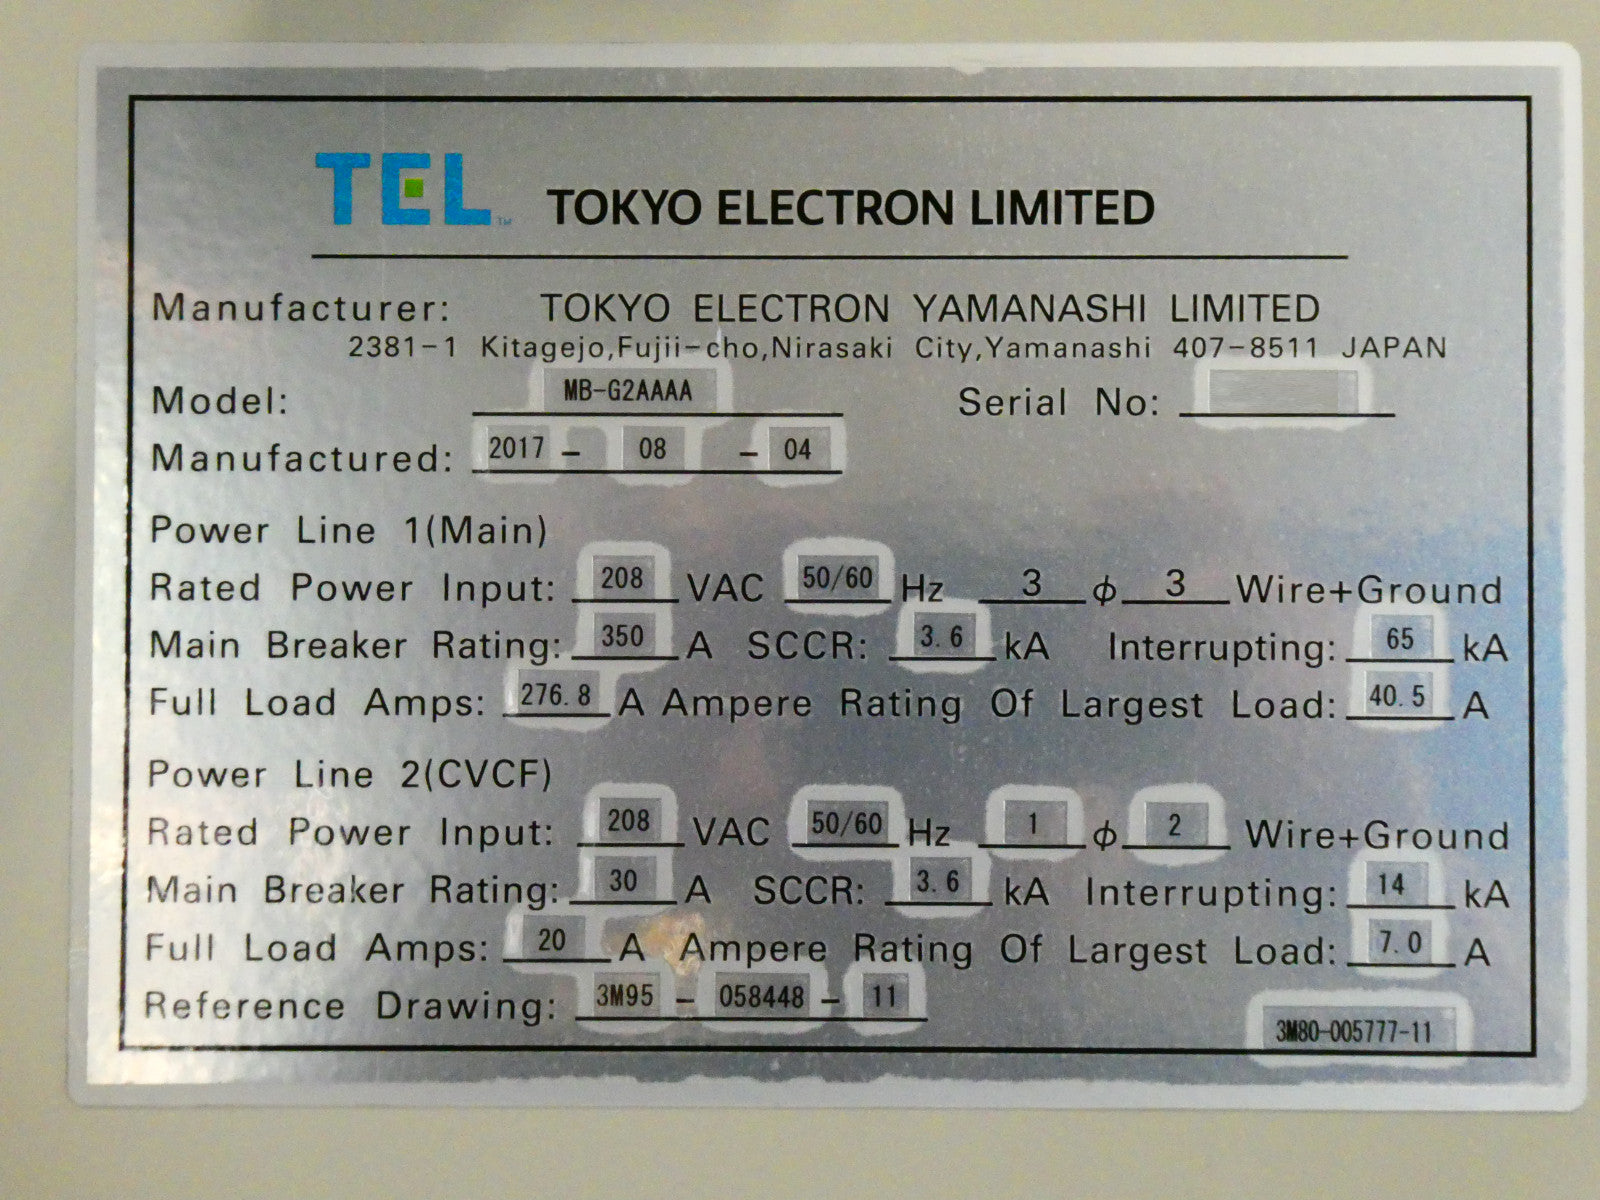 TEL™ TOKYO ELECTRON LIMITED
Manufacturer: TOKYO ELECTRON YAMANASHI LIMITED
2381-1 Kitagejo,Fujii-cho,Nirasaki City,Yamanashi 407-8511 JAPAN
Model: MB-G2AAAA Serial No:
Manufactured: 2017 - 08 - 04
Power Line 1(Main)
Rated Power Input: 208 VAC 50/60 Hz 3 ϕ 3 Wire+Ground
Main Breaker Rating: 350 A SCCR: 3.6 kA Interrupting: 65 kA
Full Load Amps: 276.8 A Ampere Rating Of Largest Load: 40.5 A
Power Line 2(CVCF)
Rated Power Input: 208 VAC 50/60 Hz 1 ϕ 2 Wire+Ground
Main Breaker Rating: 30 A SCCR: 3.6 kA Interrupting: 14 kA
Full Load Amps: 20 A Ampere Rating Of Largest Load: 7.0 A
Reference Drawing: 3M95 - 058448 - 11
3M80-005777-11